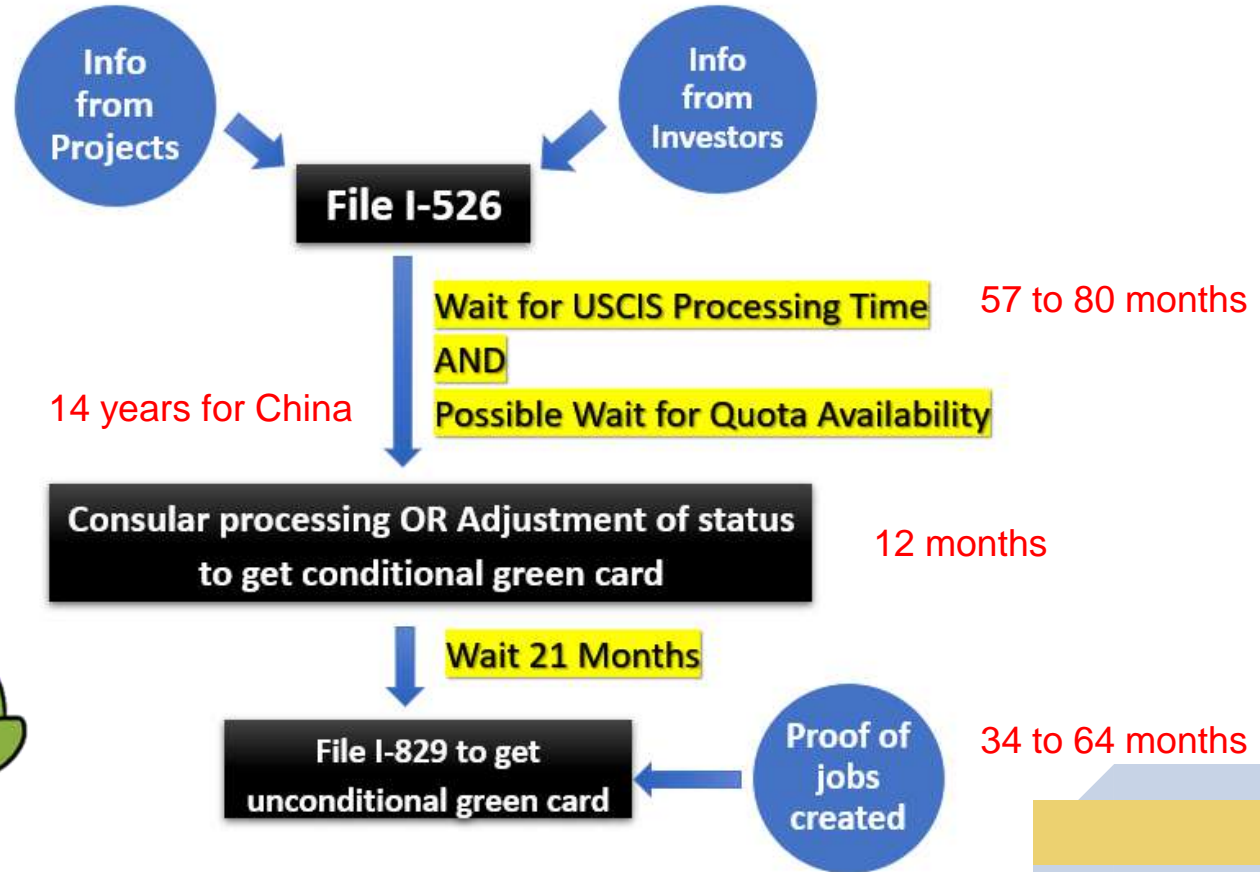 Info
from
Projects
Info
from
Investors
File I-526
Wait for USCIS Processing Time
57 to 80 months
AND
14 years for China
Possible Wait for Quota Availability
Consular processing OR Adjustment of status
to get conditional green card
12 months
Wait 21 Months
File I-829 to get
unconditional green card
Proof of
jobs
created
34 to 64 months